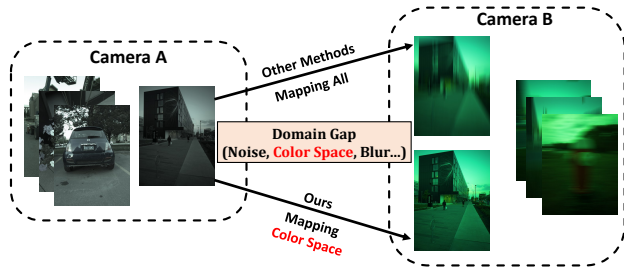 Camera A
Camera B
Other Methods
Mapping All
Domain Gap
(Noise, Color Space, Blur...)
Ours
Mapping
Color Space